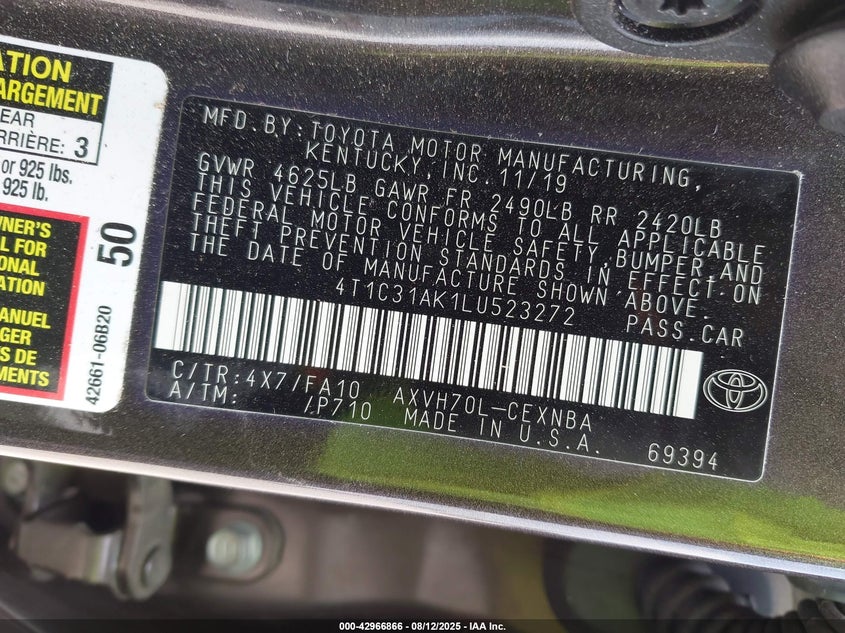 ATION
ARGEMENT
EAR
RRIÈRE: 3
or 925 lbs.
925 lb.
WNER'S
L FOR
IONAL
ATION
MANUEL
GER
S DE
EMENTS
50
42661-06B20
MFD. BY: TOYOTA MOTOR MANUFACTURING,
KENTUCKY, INC. 11/19
GVWR 4625LB GAWR FR 2490LB RR 2420LB
THIS VEHICLE CONFORMS TO ALL APPLICABLE
FEDERAL MOTOR VEHICLE SAFETY, BUMPER AND
THEFT PREVENTION STANDARDS IN EFFECT ON
THE DATE OF MANUFACTURE SHOWN ABOVE.
4T1C31AK1LU523272 PASS.CAR
C/TR: 4X7/FA10 AXVH70L-CEXNBA
A/TM: /P710 MADE IN U.S.A.
69394
000-42966866 - 08/12/2025 - IAA Inc.